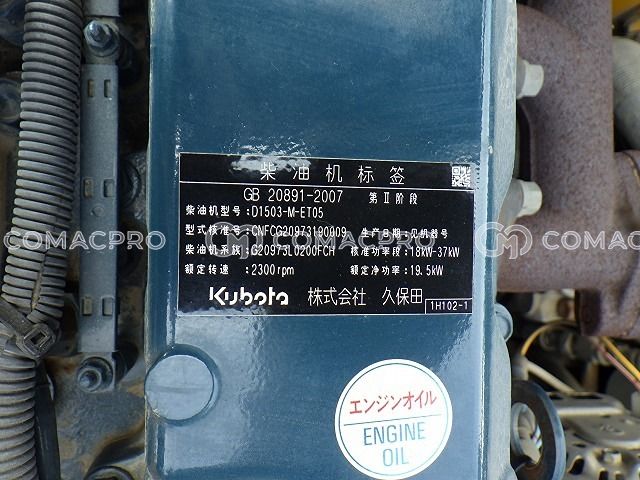 柴油机标签
GB 20891-2007 第Ⅱ阶段
柴油机型号:D1503-M-ET05
型式核准号:CNFCG20973190009 生产日期:见机器号
柴油机系族:G20973L0200FCH 核准功率段:18kW-37kW
额定转速:2300rpm 额定净功率:19.5kW
Kubota 株式会社 久保田
1H102-1
エンジンオイル
ENGINE
OIL
COMACPRO COMACPRO COMACPRO